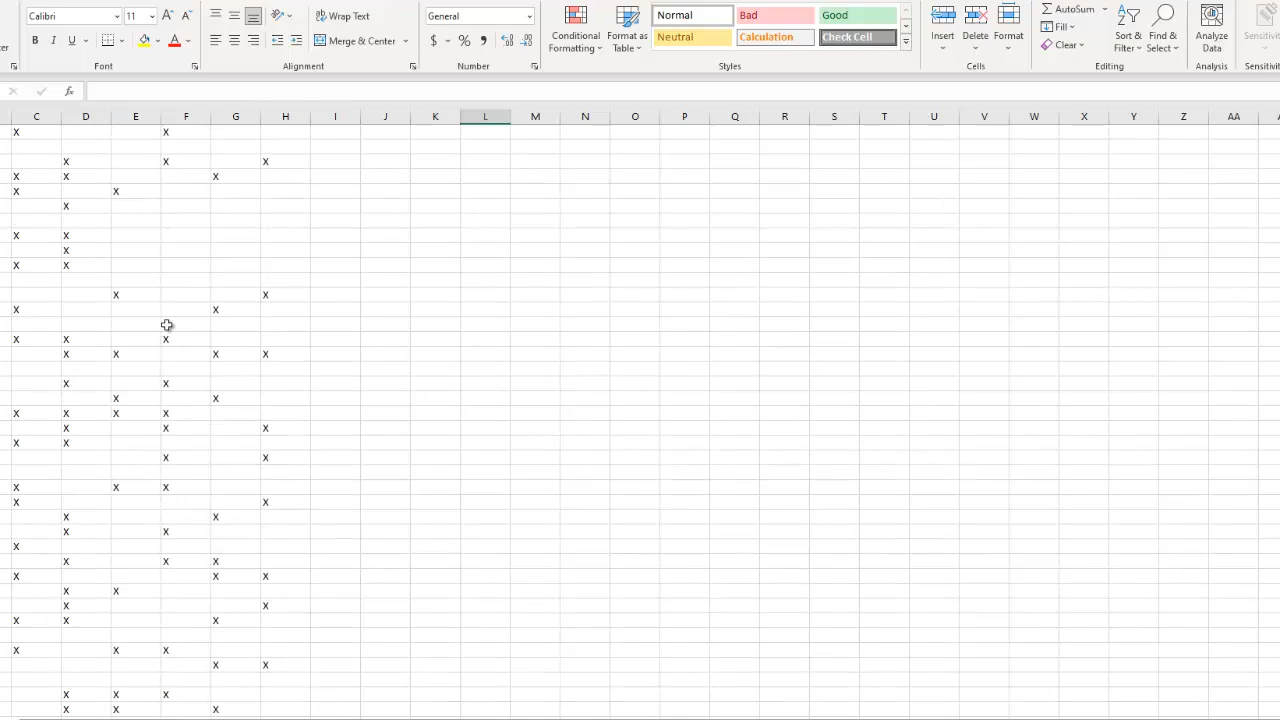 Calibri 11 A A Wrap Text General Normal Bad Good AutoSum
Conditional Format as Insert Delete Format Fill Sort & Find & Analyze
I U A Merge & Center $ % , Neutral Calculation Check Cell Clear
Formatting Table Filter Select Data
Font Alignment Number Styles Cells Editing Analysis
fx
C D E F G H I J K L M N O P Q R S T U V W X Y Z AA
x x
x x x
x x x
x x
x
x x
x
x x
x x
x x
x x x
x x x x
x x
x x
x x x x
x x x
x x
x x
x x x
x x
x x
x x
x
x x x
x x x
x x
x x
x x x
x x x
x x
x x x
x x x